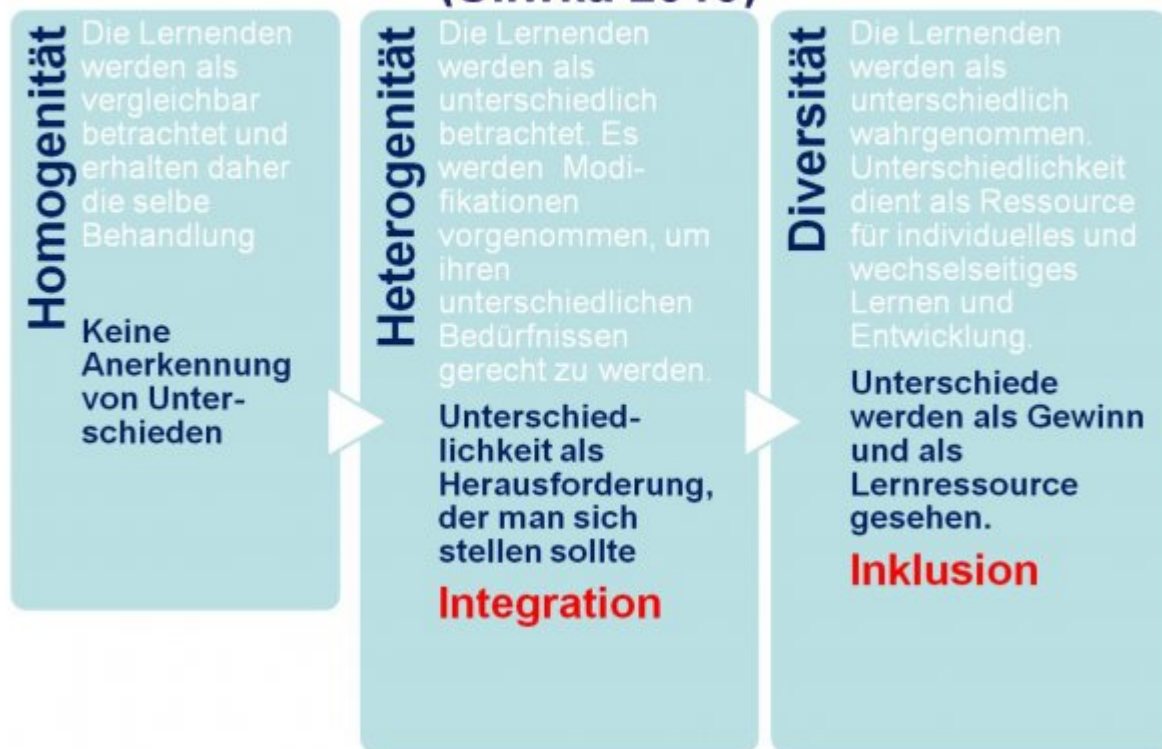 Homogenität
Die Lernenden
werden als
vergleichbar
betrachtet und
erhalten daher
die selbe
Behandlung
Keine
Anerkennung
von Unter-
schieden
Heterogenität
Die Lernenden
werden als
unterschiedlich
betrachtet. Es
werden Modi-
fikationen
vorgenommen, um
ihren
unterschiedlichen
Bedürfnissen
gerecht zu werden.
Unterschied-
lichkeit als
Herausforderung,
der man sich
stellen sollte
Integration
Diversität
Die Lernenden
werden als
unterschiedlich
wahrgenommen.
Unterschiedlichkeit
dient als Ressource
für individuelles und
wechselseitiges
Lernen und
Entwicklung.
Unterschiede
werden als Gewinn
und als
Lernressource
gesehen.
Inklusion